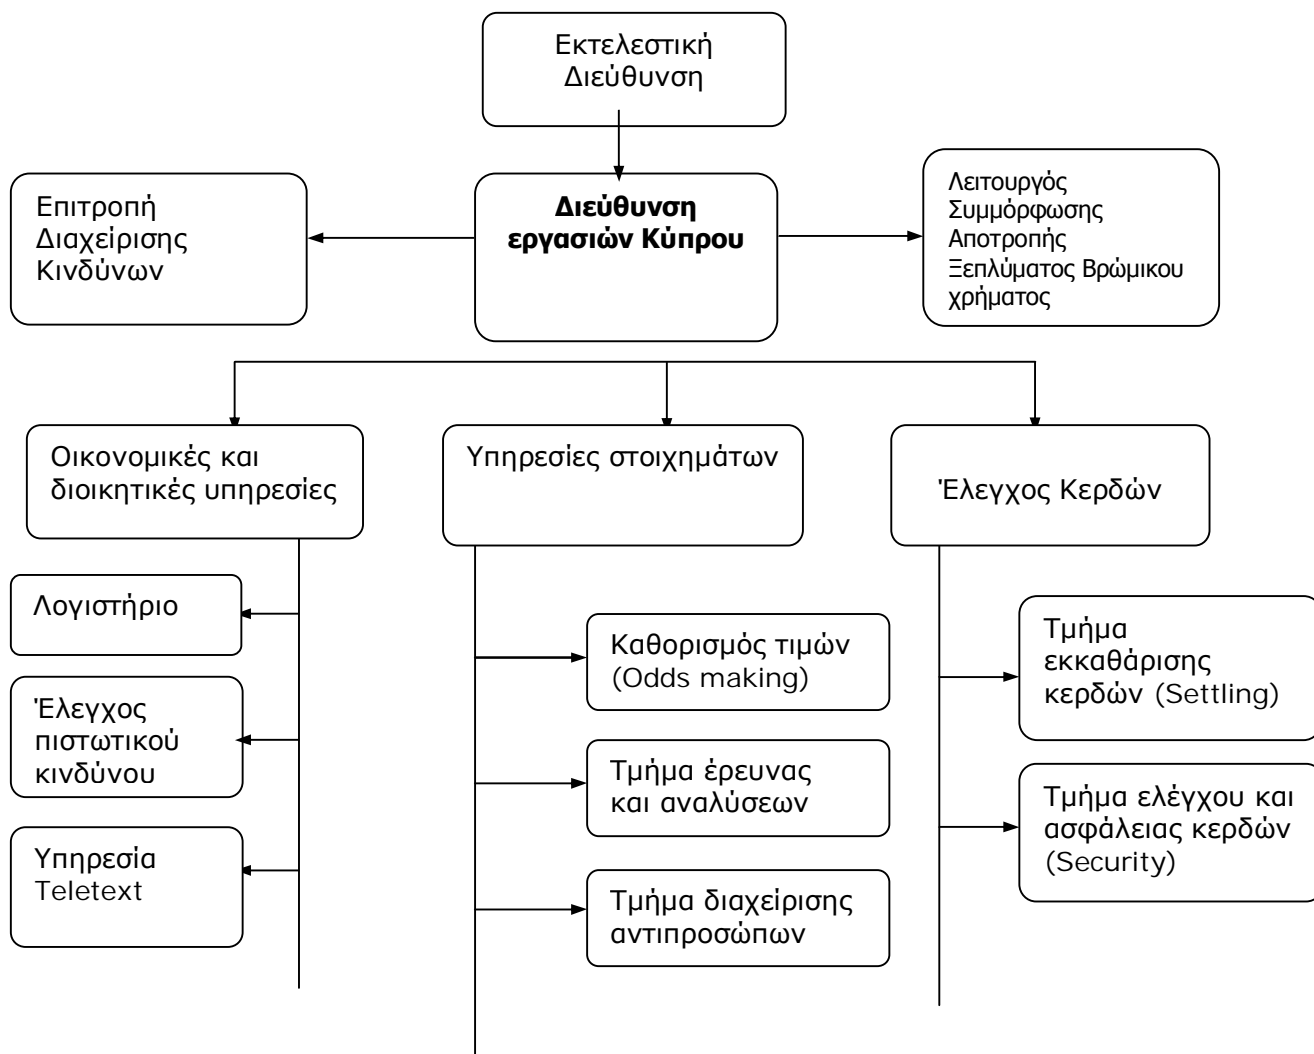 Εκτελεστική
Διεύθυνση
Επιτροπή
Διαχείρισης
Κινδύνων
Διεύθυνση
εργασιών Κύπρου
Λειτουργός
Συμμόρφωσης
Αποτροπής
Ξεπλύματος Βρώμικου
χρήματος
Οικονομικές και
διοικητικές υπηρεσίες
Υπηρεσίες στοιχημάτων
Έλεγχος Κερδών
Λογιστήριο
Έλεγχος
πιστωτικού
κινδύνου
Υπηρεσία
Teletext
Καθορισμός τιμών
(Odds making)
Τμήμα έρευνας
και αναλύσεων
Τμήμα διαχείρισης
αντιπροσώπων
Τμήμα
εκκαθάρισης
κερδών (Settling)
Τμήμα ελέγχου και
ασφάλειας κερδών
(Security)